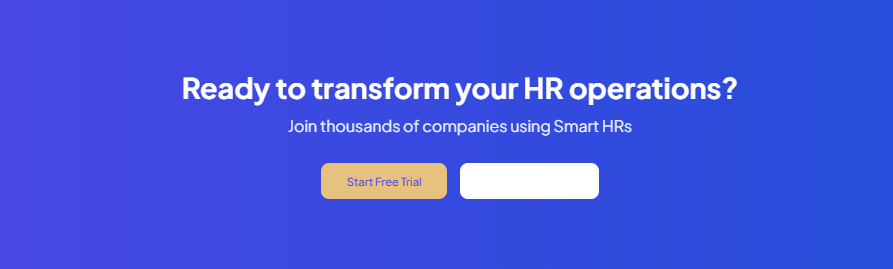 Ready to transform your HR operations?
Join thousands of companies using Smart HRs
Start Free Trial